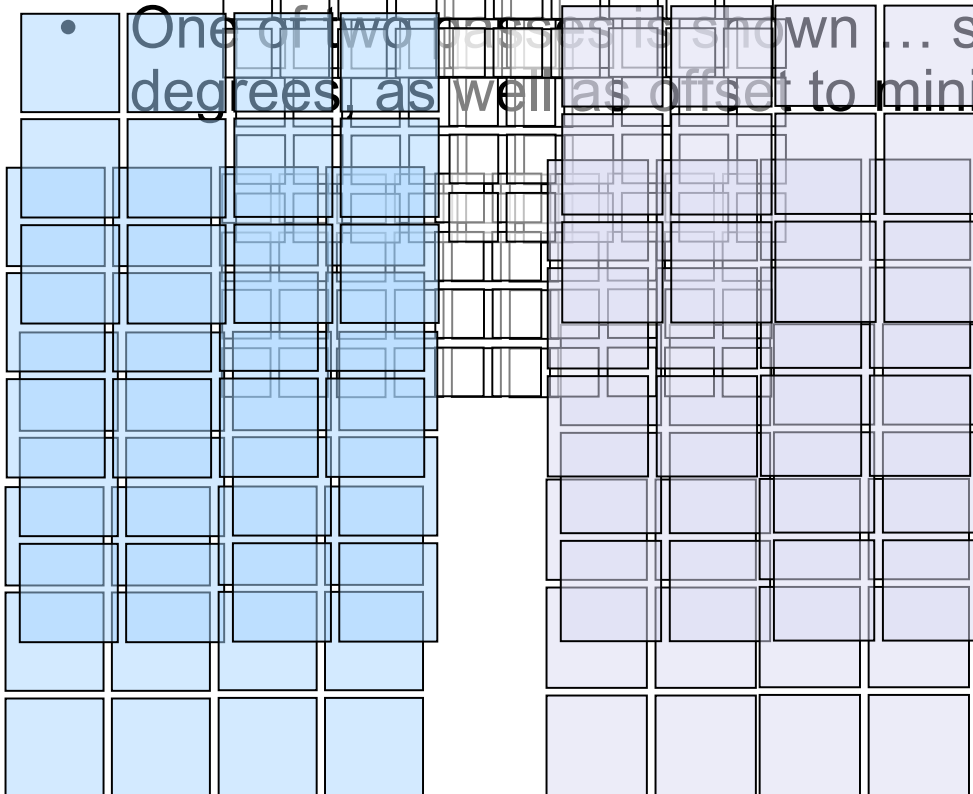 • One of two passes is shown … s
degrees, as well as offset to mini